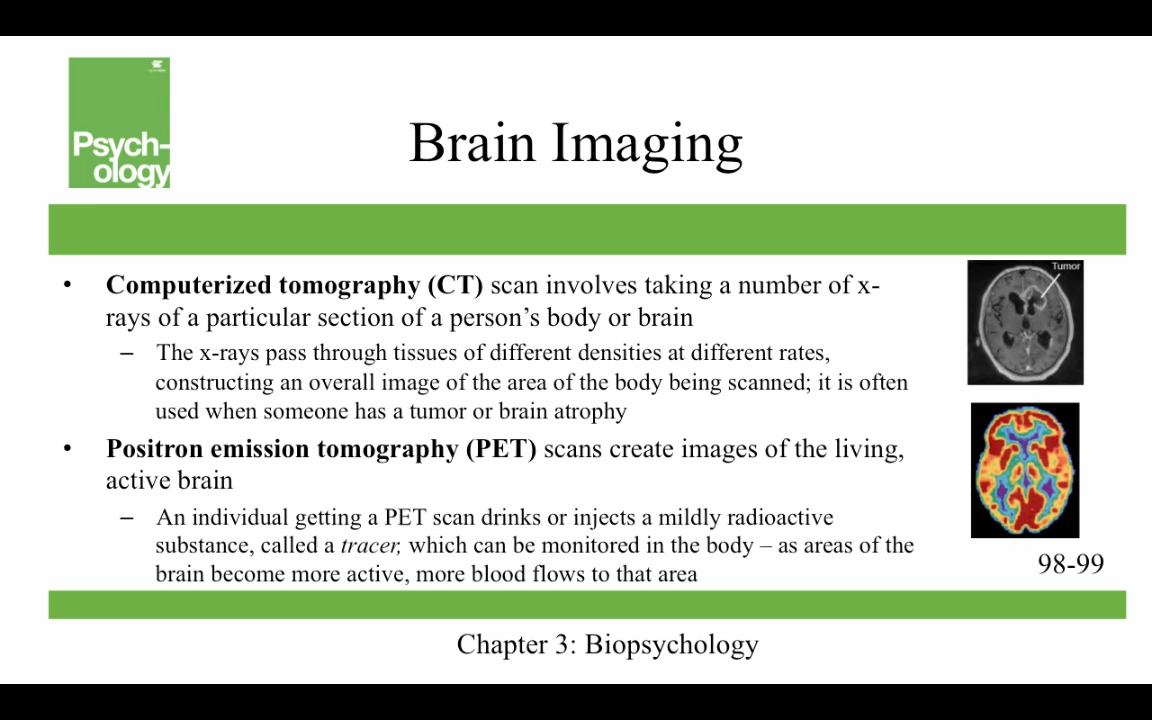 Psych-
ology
Brain Imaging
• Computerized tomography (CT) scan involves taking a number of x-
rays of a particular section of a person’s body or brain
– The x-rays pass through tissues of different densities at different rates,
constructing an overall image of the area of the body being scanned; it is often
used when someone has a tumor or brain atrophy
• Positron emission tomography (PET) scans create images of the living,
active brain
– An individual getting a PET scan drinks or injects a mildly radioactive
substance, called a tracer, which can be monitored in the body – as areas of the
brain become more active, more blood flows to that area
Tumor
98-99
Chapter 3: Biopsychology